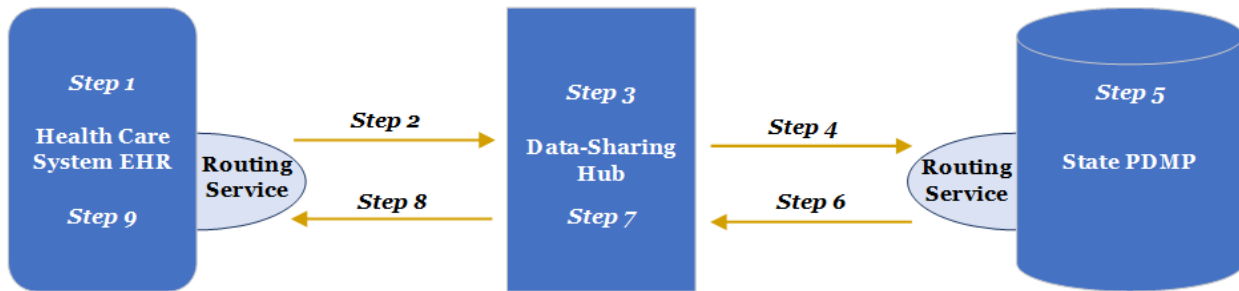 Step 1
Health Care
System EHR
Step 9
Routing
Service
Step 2
Step 8
Step 3
Data-Sharing
Hub
Step 7
Step 4
Step 6
Routing
Service
Step 5
State PDMP